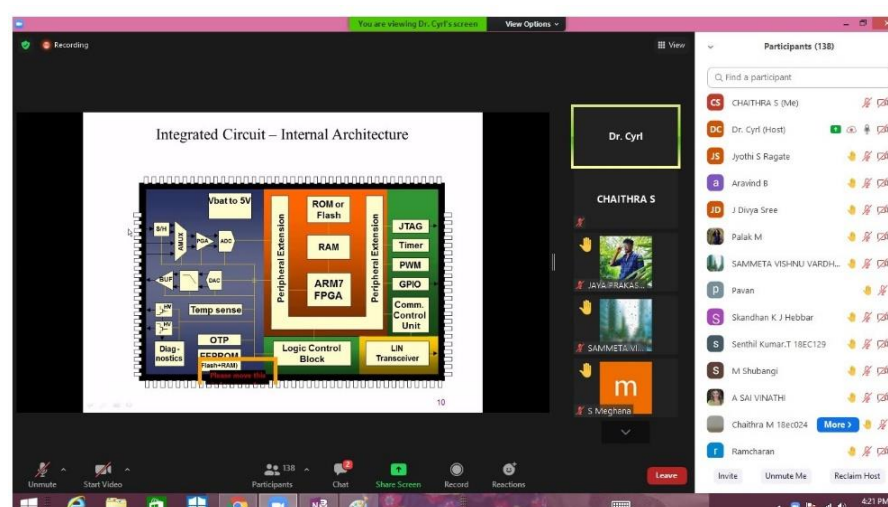 You are viewing Dr. Cyrl's screen
View Options
Recording
View
Participants (138)
Find a participant
CS CHAITHRA S (Me)
DC Dr. Cyrl (Host)
JS Jyothi S Ragate
a Aravind B
JD J Divya Sree
Palak M
SAMMETA VISHNU VARDH...
P Pavan
S Skandhan K J Hebbar
S Senthil Kumar.T 18EC129
S M Shubangi
A SAI VINATHI
Chaithra M 18ec024 More >
r Ramcharan
Invite Unmute Me Reclaim Host
Dr. Cyrl
CHAITHRA S
JAYA PRAKAS...
SAMMETA VI...
m
S Meghana
Integrated Circuit – Internal Architecture
Vbat to 5V
S/H
AMUX
PGA
ADC
BUF
DAC
HV
HV
Temp sense
Diag-
nostics
OTP
EEPROM
Flash+RAM)
Please move this
Peripheral Extension
ROM or
Flash
RAM
ARM7
FPGA
Peripheral Extension
Logic Control
Block
JTAG
Timer
PWM
GPIO
Comm.
Control
Unit
LIN
Transceiver
10
Unmute
Start Video
138
Participants
2
Chat
Share Screen
Record
Reactions
Leave
4:21 PM